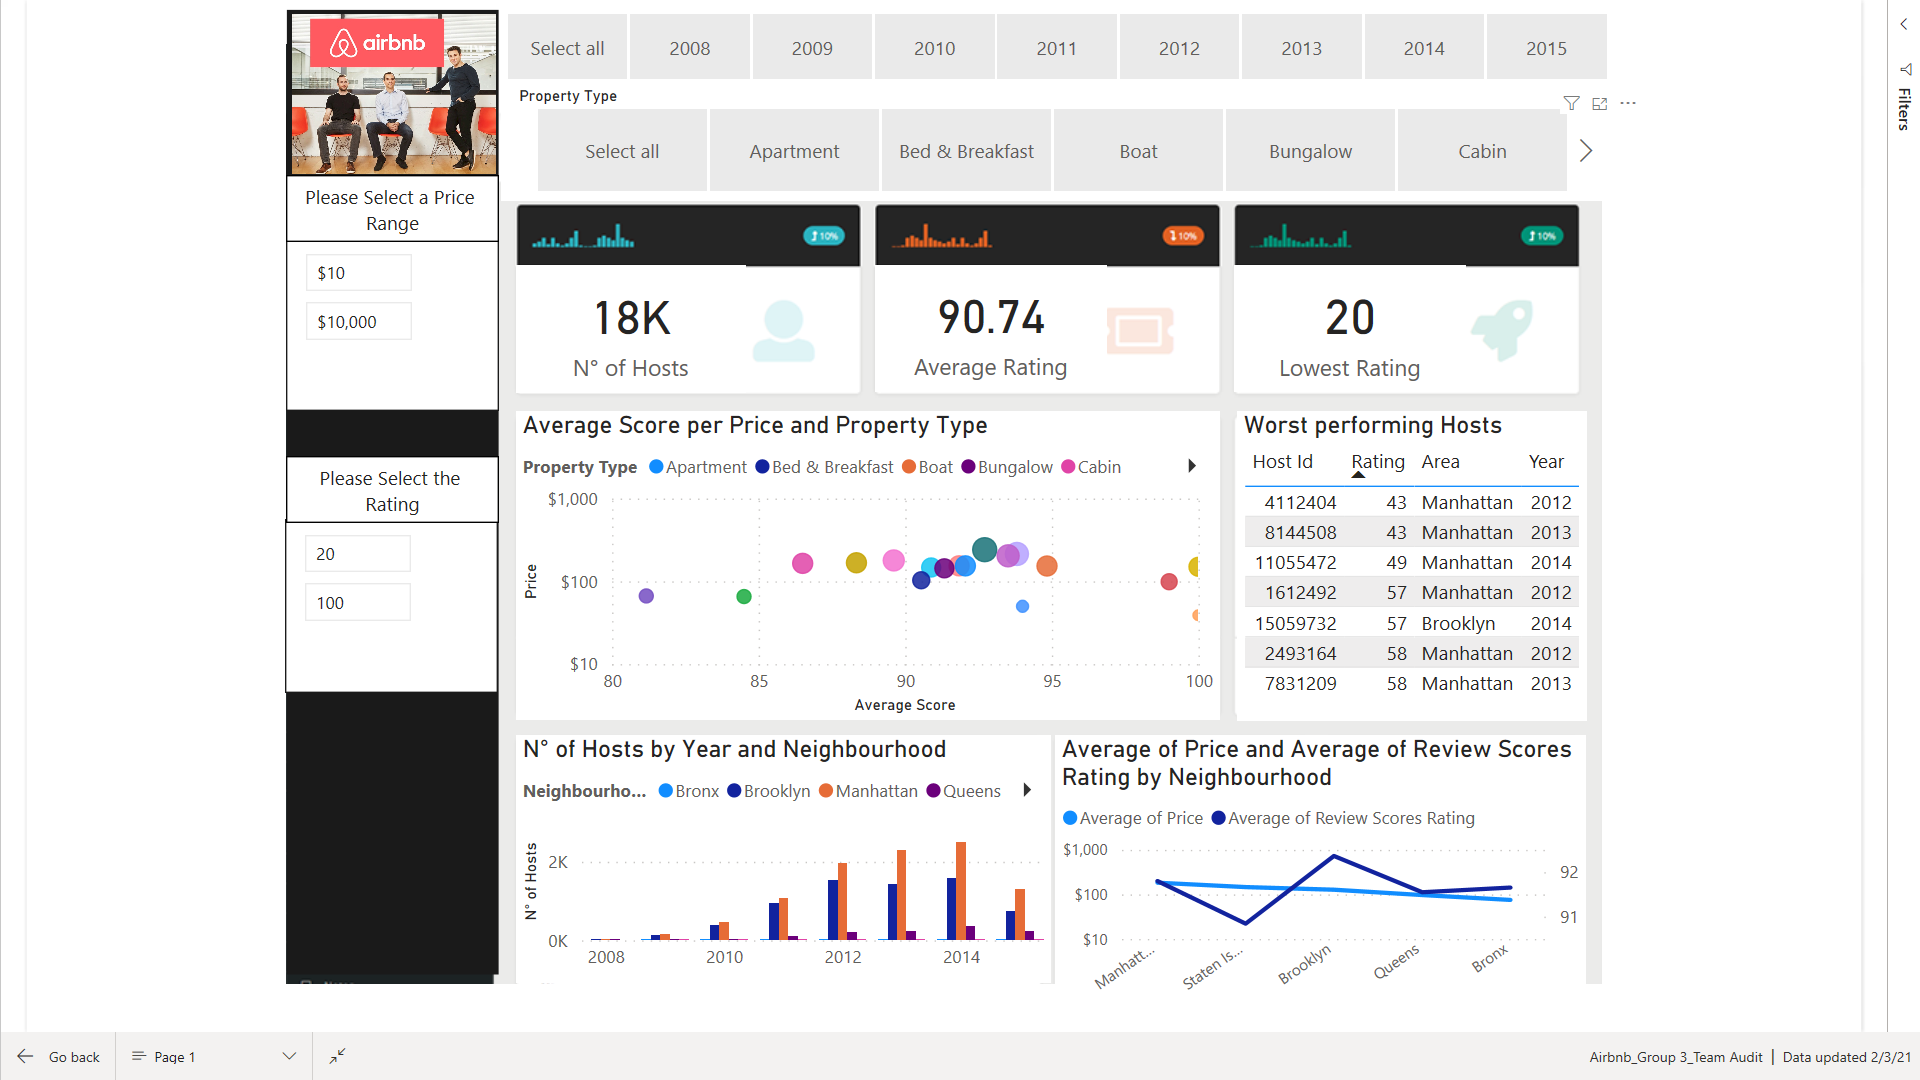 airbnb
Select all
2008
2009
2010
2011
2012
2013
2014
2015
Property Type
Select all
Apartment
Bed & Breakfast
Boat
Bungalow
Cabin
Filters
Please Select a Price
Range
$10
$10,000
Please Select the
Rating
20
100
10%
18K
N° of Hosts
10%
90.74
Average Rating
10%
20
Lowest Rating
Average Score per Price and Property Type
Property Type Apartment Bed & Breakfast Boat Bungalow Cabin
Price
$1,000
$100
$10
80 85 90 95 100
Average Score
Worst performing Hosts
Host Id Rating Area Year
4112404 43 Manhattan 2012
8144508 43 Manhattan 2013
11055472 49 Manhattan 2014
1612492 57 Manhattan 2012
15059732 57 Brooklyn 2014
2493164 58 Manhattan 2012
7831209 58 Manhattan 2013
N° of Hosts by Year and Neighbourhood
Neighbourho... Bronx Brooklyn Manhattan Queens
N° of Hosts
2K
0K
2008 2010 2012 2014
Average of Price and Average of Review Scores
Rating by Neighbourhood
Average of Price Average of Review Scores Rating
$1,000
$100
$10
92
91
Manhatt...
Staten Is...
Brooklyn
Queens
Bronx
Go back
Page 1
Airbnb_Group 3_Team Audit | Data updated 2/3/21